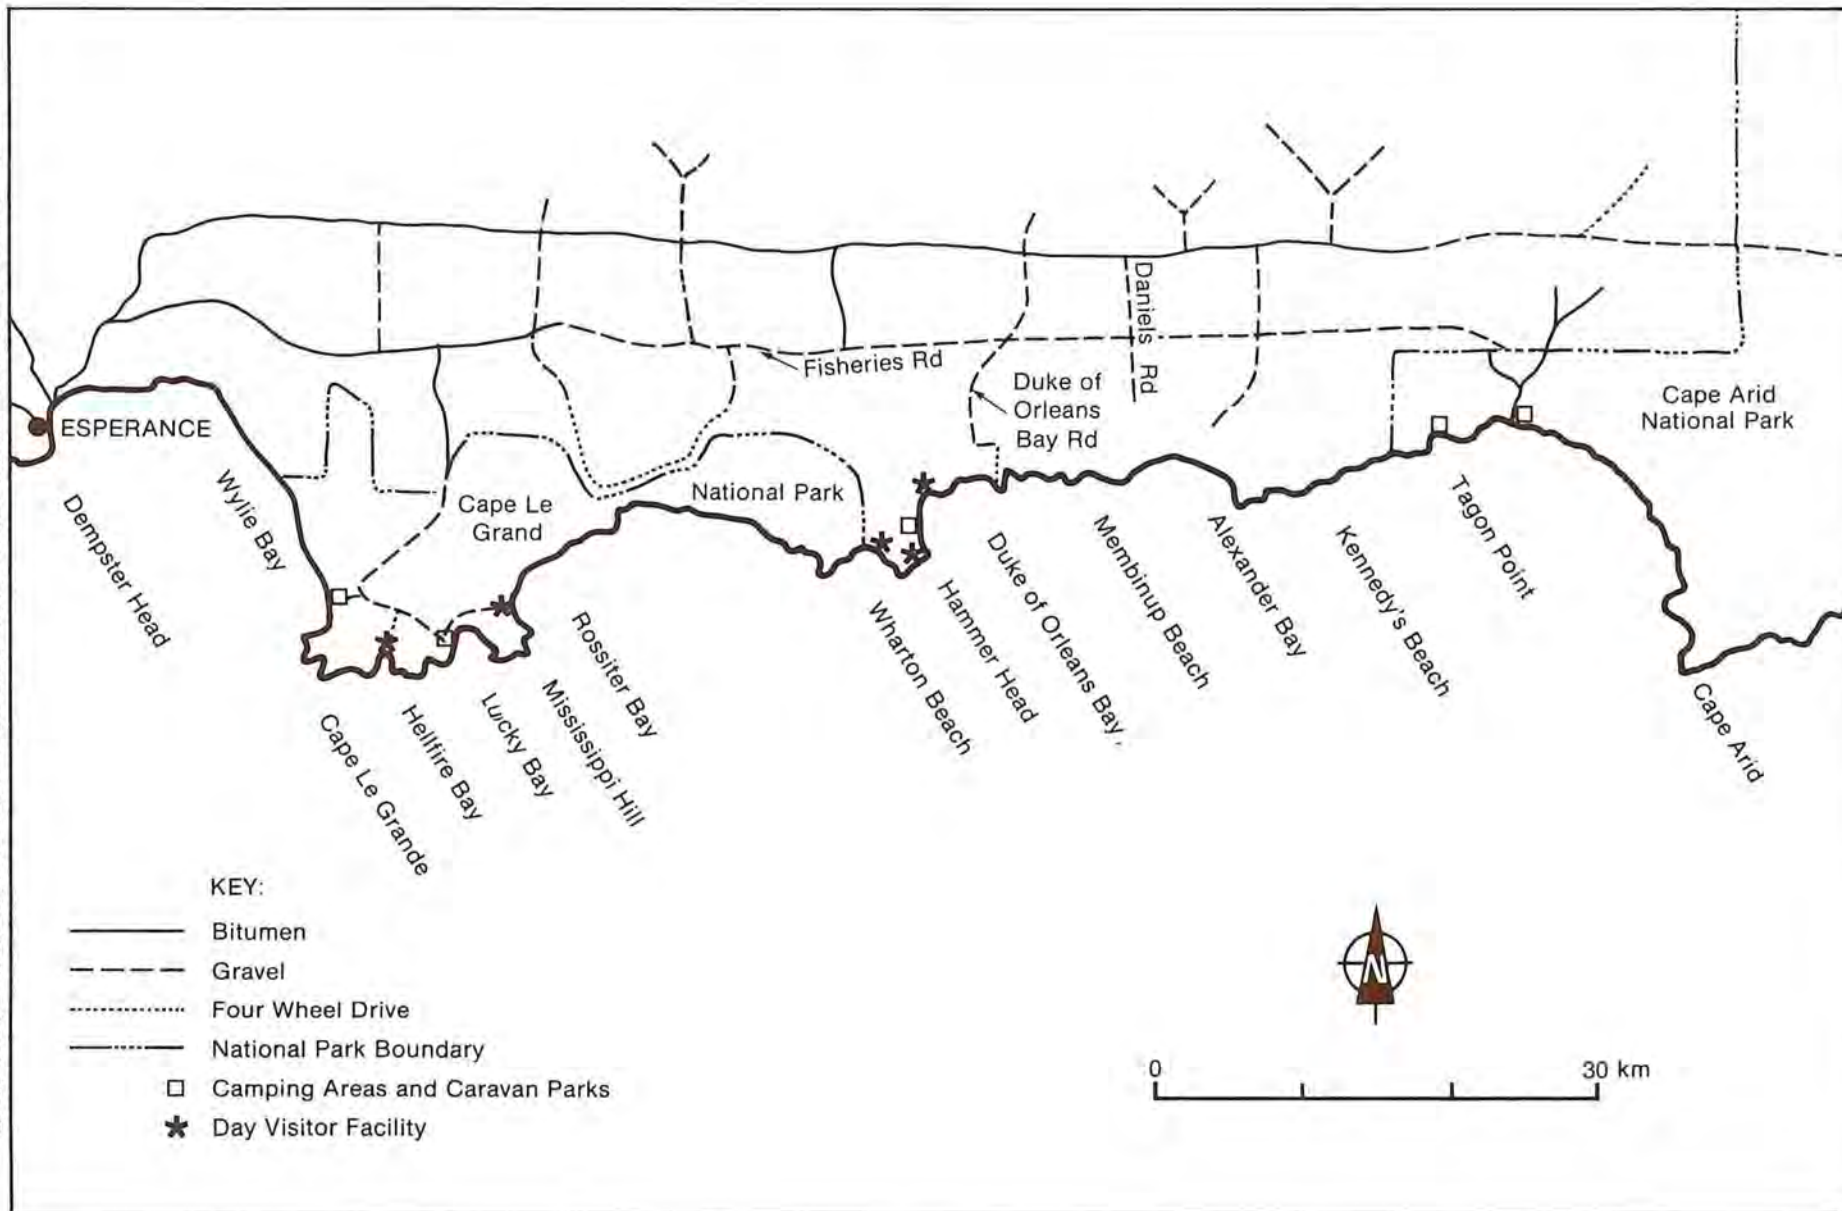 Daniels Rd
Fisheries Rd
Duke of
Orleans
Bay Rd
Cape Arid
National Park
ESPERANCE
Wylie Bay
Dempster Head
Cape Le
Grand
National Park
Tagon Point
Kennedy's Beach
Alexander Bay
Membinup Beach
Duke of Orleans Bay
Hammer Head
Wharton Beach
Rossiter Bay
Mississippi Hill
Lucky Bay
Hellfire Bay
Cape Le Grande
Cape Arid
KEY:
Bitumen
Gravel
Four Wheel Drive
National Park Boundary
Camping Areas and Caravan Parks
Day Visitor Facility
N
0 30 km